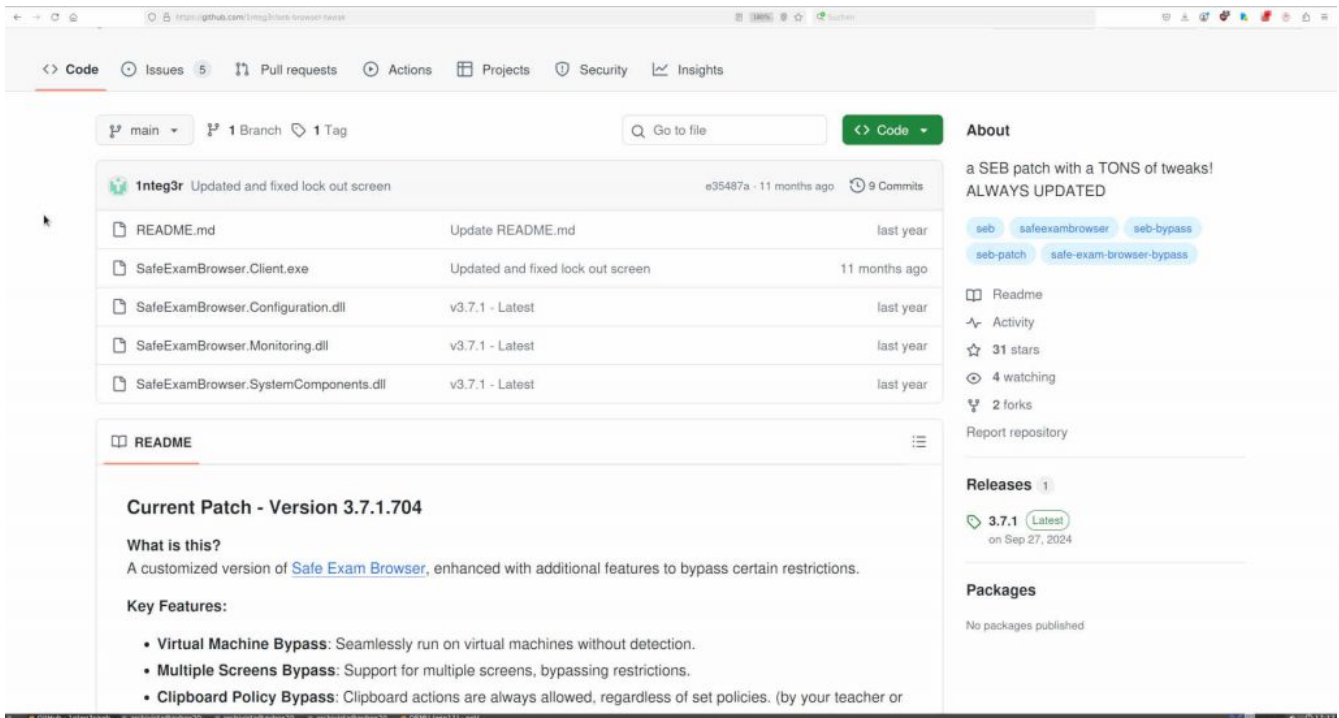 Code Issues 5 Pull requests Actions Projects Security Insights
main 1 Branch 1 Tag Go to file Code
1nteg3r Updated and fixed lock out screen e35487a · 11 months ago 9 Commits
README.md Update README.md last year
SafeExamBrowser.Client.exe Updated and fixed lock out screen 11 months ago
SafeExamBrowser.Configuration.dll v3.7.1 - Latest last year
SafeExamBrowser.Monitoring.dll v3.7.1 - Latest last year
SafeExamBrowser.SystemComponents.dll v3.7.1 - Latest last year
README
Current Patch - Version 3.7.1.704
What is this?
A customized version of Safe Exam Browser, enhanced with additional features to bypass certain restrictions.
Key Features:
• Virtual Machine Bypass: Seamlessly run on virtual machines without detection.
• Multiple Screens Bypass: Support for multiple screens, bypassing restrictions.
• Clipboard Policy Bypass: Clipboard actions are always allowed, regardless of set policies. (by your teacher or
About
a SEB patch with a TONS of tweaks!
ALWAYS UPDATED
seb safeexambrowser seb-bypass
seb-patch safe-exam-browser-bypass
Readme
Activity
31 stars
4 watching
2 forks
Report repository
Releases 1
3.7.1 Latest
on Sep 27, 2024
Packages
No packages published